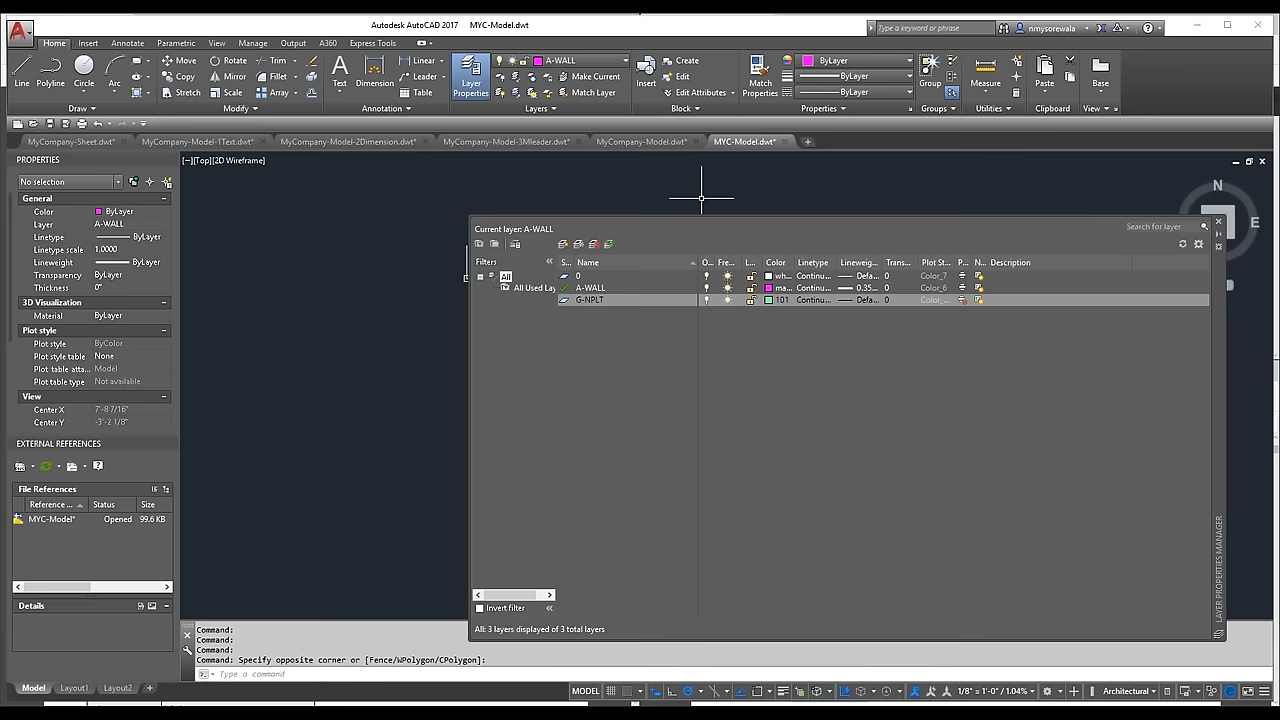 Autodesk AutoCAD 2017 MYC-Model.dwt
Type a keyword or phrase
nmysorewala
Home Insert Annotate Parametric View Manage Output A360 Express Tools
Line Polyline Circle Arc
Move Rotate Trim
Copy Mirror Fillet
Stretch Scale Array
Text Dimension
Linear
Leader
Table
Layer Properties
A-WALL
Make Current
Match Layer
Insert
Create
Edit
Edit Attributes
Match Properties
ByLayer
ByLayer
ByLayer
Group Measure Paste Base
Draw Modify Annotation Layers Block Properties Groups Utilities Clipboard View
MyCompany-Sheet.dwt* MyCompany-Model-1Text.dwt* MyCompany-Model-2Dimension.dwt* MyCompany-Model-3Mleader.dwt* MyCompany-Model.dwt* MYC-Model.dwt*
PROPERTIES
No selection
General
Color ByLayer
Layer A-WALL
Linetype ByLayer
Linetype scale 1.0000
Lineweight ByLayer
Transparency ByLayer
Thickness 0"
3D Visualization
Material ByLayer
Plot style
Plot style ByColor
Plot style table None
Plot table atta... Model
Plot table type Not available
View
Center X 7'-8 7/16"
Center Y -3'-2 1/8"
EXTERNAL REFERENCES
File References
Reference ... Status Size
MYC-Model* Opened 99.6 KB
Details
[−][Top][2D Wireframe]
N
E
Current layer: A-WALL
Search for layer
Filters
All
All Used Lay
S.. Name O.. Fre... L... Color Linetype Lineweig... Trans... Plot St... P... N... Description
0 wh... Continu... Defa... 0 Color_7
A-WALL ma... Continu... 0.35... 0 Color_6
G-NPLT 101 Continu... Defa... 0 Color_...
Invert filter
All: 3 layers displayed of 3 total layers
LAYER PROPERTIES MANAGER
Command:
Command:
Command:
Command: Specify opposite corner or [Fence/WPolygon/CPolygon]:
Type a command
Model Layout1 Layout2
MODEL 1/8" = 1'-0" / 1.04% Architectural